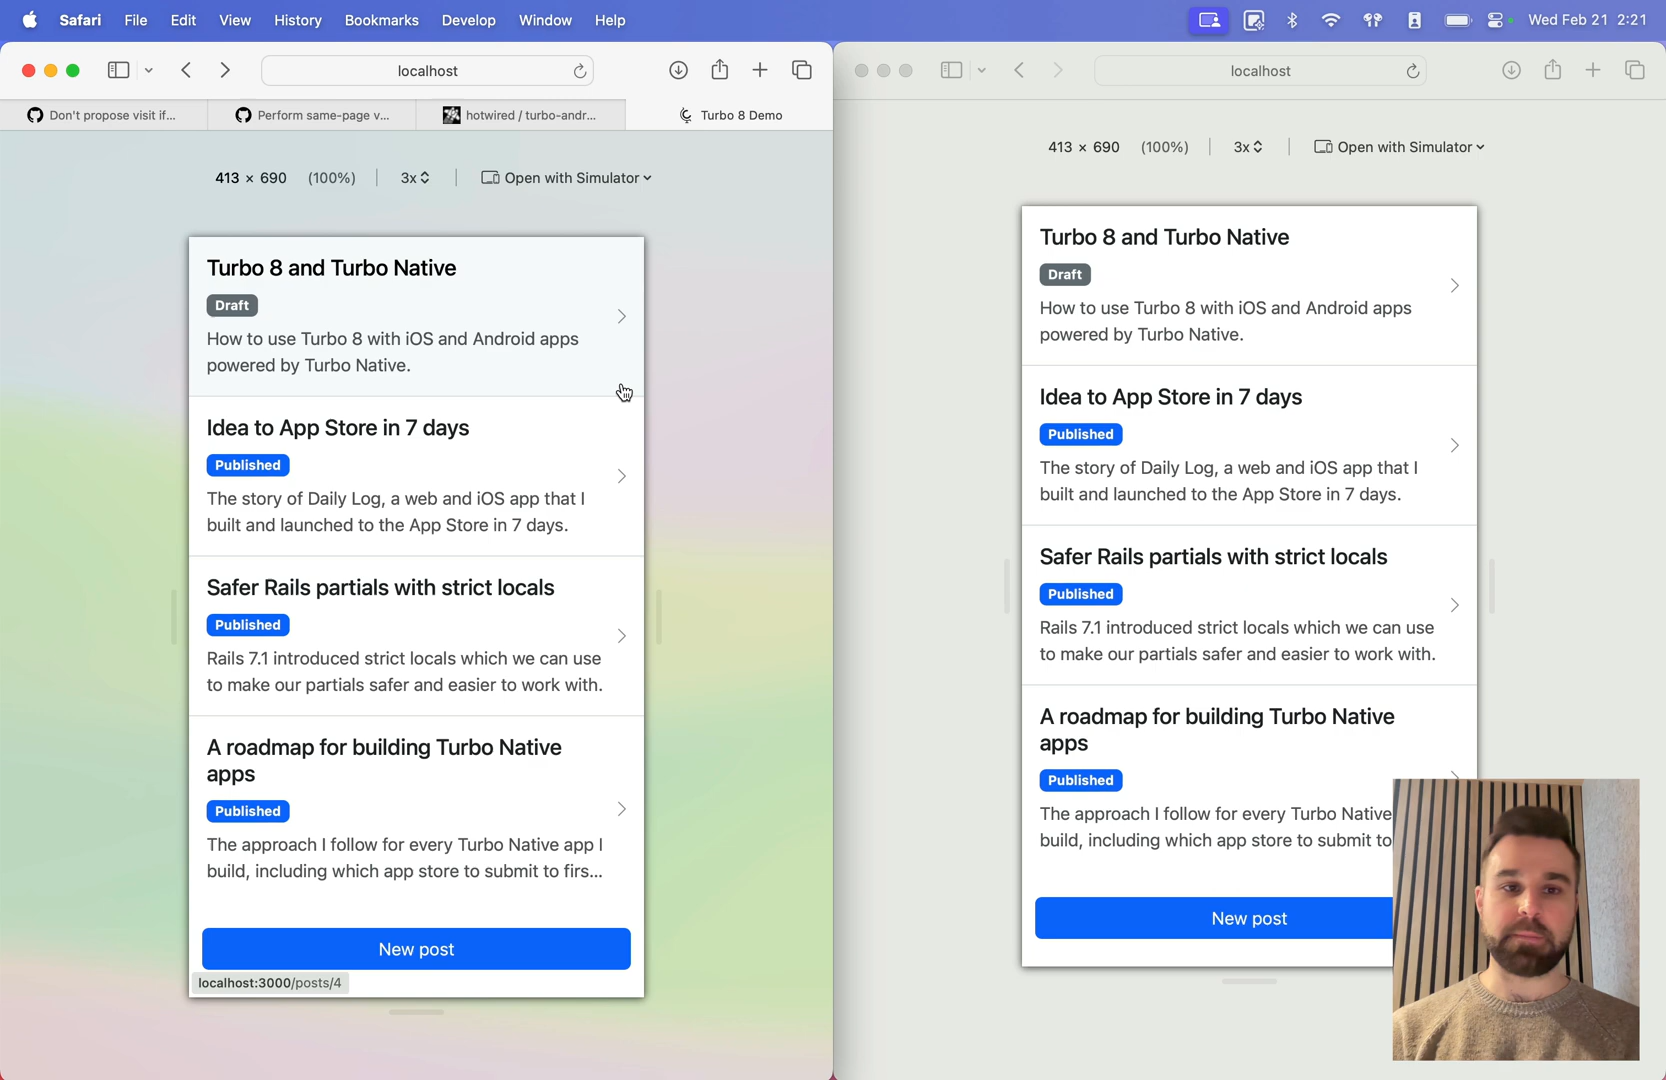 Safari File Edit View History Bookmarks Develop Window Help Wed Feb 21 2:21
localhost
Don't propose visit if...
Perform same-page v...
hotwired / turbo-andr...
Turbo 8 Demo
413 × 690 (100%) 3x Open with Simulator
Turbo 8 and Turbo Native
Draft
How to use Turbo 8 with iOS and Android apps
powered by Turbo Native.
Idea to App Store in 7 days
Published
The story of Daily Log, a web and iOS app that I
built and launched to the App Store in 7 days.
Safer Rails partials with strict locals
Published
Rails 7.1 introduced strict locals which we can use
to make our partials safer and easier to work with.
A roadmap for building Turbo Native
apps
Published
The approach I follow for every Turbo Native app I
build, including which app store to submit to firs...
New post
localhost:3000/posts/4
localhost
413 × 690 (100%) 3x Open with Simulator
Turbo 8 and Turbo Native
Draft
How to use Turbo 8 with iOS and Android apps
powered by Turbo Native.
Idea to App Store in 7 days
Published
The story of Daily Log, a web and iOS app that I
built and launched to the App Store in 7 days.
Safer Rails partials with strict locals
Published
Rails 7.1 introduced strict locals which we can use
to make our partials safer and easier to work with.
A roadmap for building Turbo Native
apps
Published
The approach I follow for every Turbo Native
build, including which app store to submit to
New post